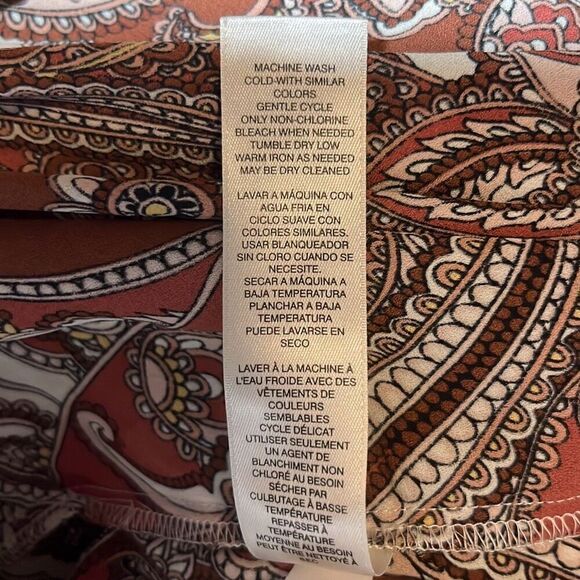 MACHINE WASH
COLD-WITH SIMILAR
COLORS
GENTLE CYCLE
ONLY NON-CHLORINE
BLEACH WHEN NEEDED
TUMBLE DRY LOW
WARM IRON AS NEEDED
MAY BE DRY CLEANED
LAVAR A MÁQUINA CON
AGUA FRIA EN
CICLO SUAVE CON
COLORES SIMILARES.
USAR BLANQUEADOR
SIN CLORO CUANDO SE
NECESITE.
SECAR A MÁQUINA A
BAJA TEMPERATURA
PLANCHAR A BAJA
TEMPERATURA
PUEDE LAVARSE EN
SECO
LAVER À LA MACHINE À
L'EAU FROIDE AVEC DES
VÊTEMENTS DE
COULEURS
SEMBLABLES
CYCLE DÉLICAT
UTILISER SEULEMENT
UN AGENT DE
BLANCHIMENT NON
CHLORÉ AU BESOIN
SÉCHER PAR
CULBUTAGE À BASSE
TEMPÉRATURE
REPASSER À
TEMPÉRATURE
MOYENNE AU BESOIN
PEUT ÊTRE NETTOYÉ À
SEC